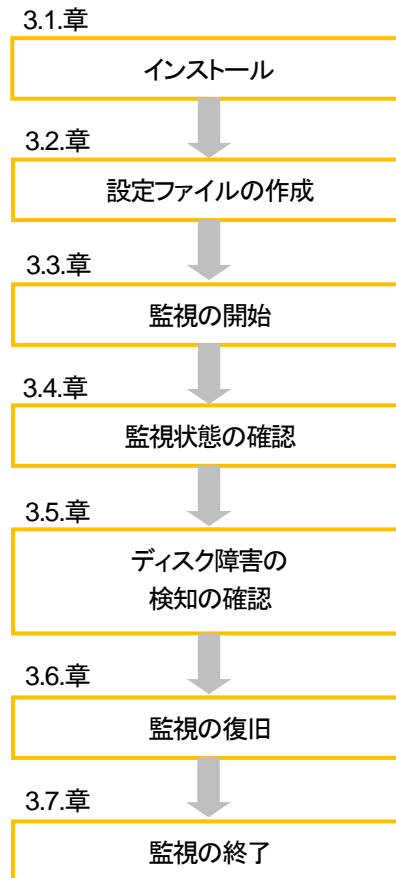 3.1.章
インストール
3.2.章
設定ファイルの作成
3.3.章
監視の開始
3.4.章
監視状態の確認
3.5.章
ディスク障害の
検知の確認
3.6.章
監視の復旧
3.7.章
監視の終了